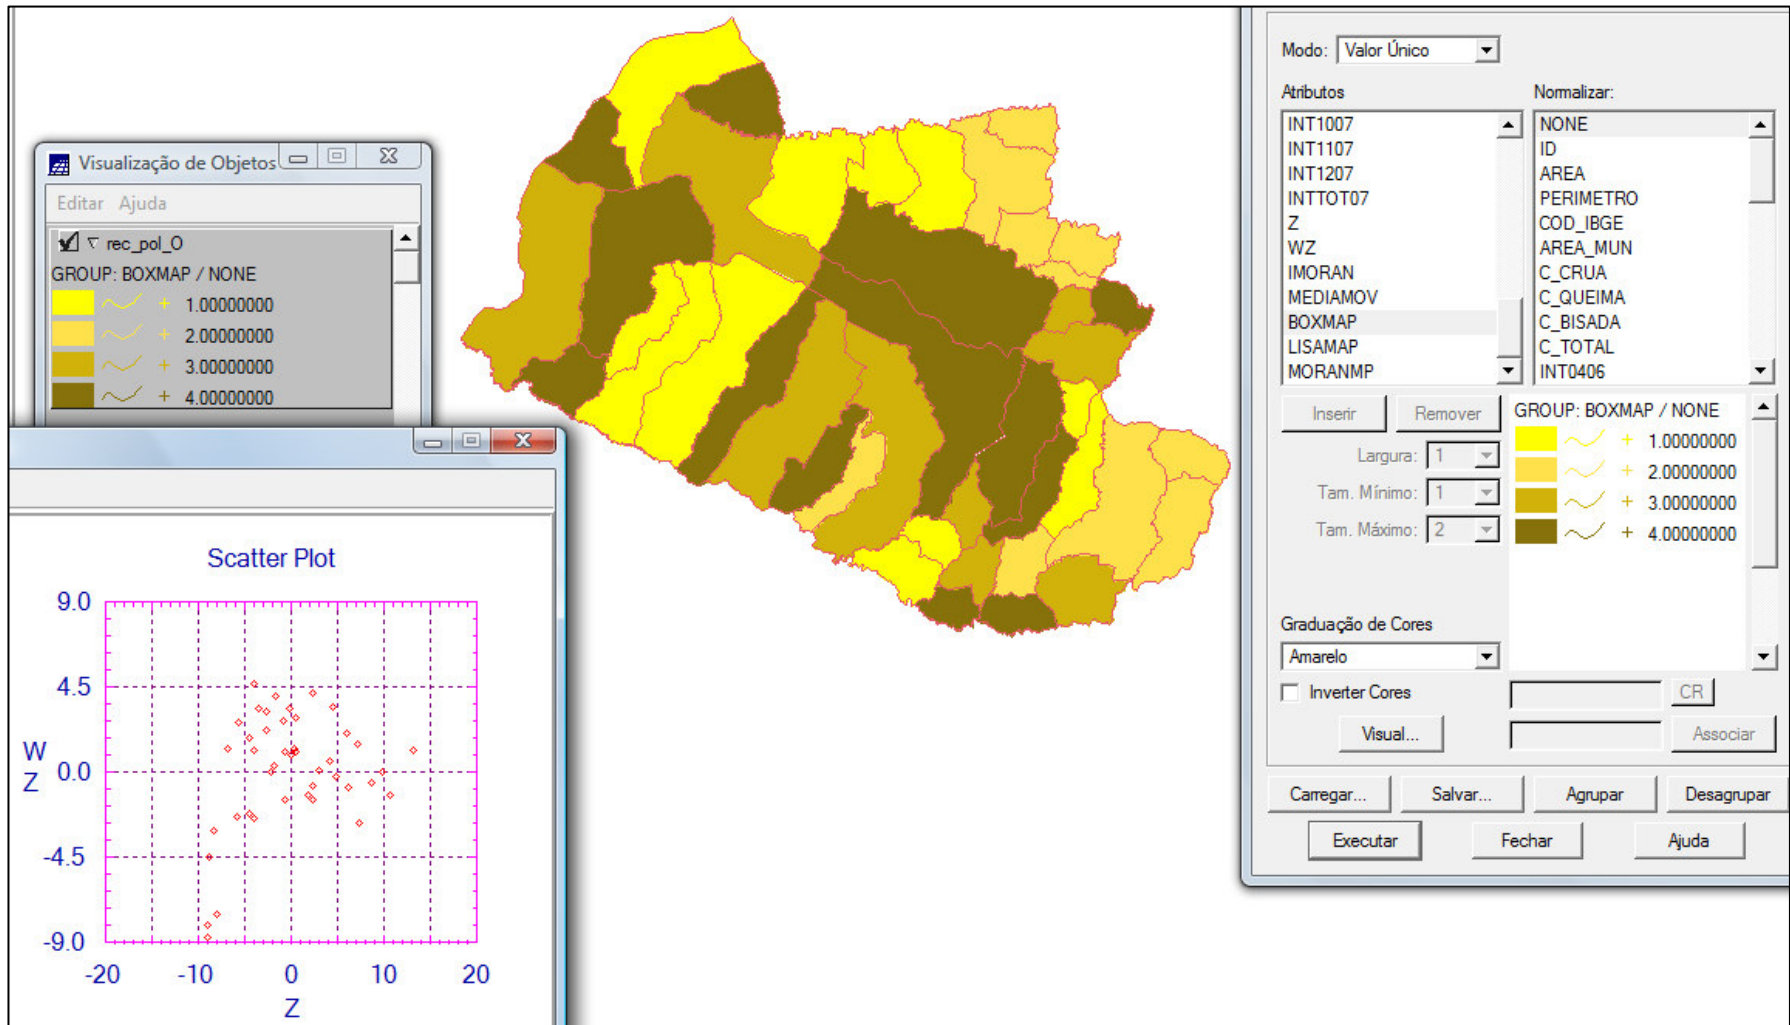 Visualização de Objetos
Editar Ajuda
rec_pol_O
GROUP: BOXMAP / NONE
1.00000000
2.00000000
3.00000000
4.00000000
Scatter Plot
9.0
4.5
0.0
-4.5
-9.0
W
Z
-20 -10 0 10 20
Z
Modo: Valor Único
Atributos
INT1007
INT1107
INT1207
INTTOT07
Z
WZ
IMORAN
MEDIAMOV
BOXMAP
LISAMAP
MORANMP
Normalizar:
NONE
ID
AREA
PERIMETRO
COD_IBGE
AREA_MUN
C_CRUA
C_QUEIMA
C_BISADA
C_TOTAL
INT0406
Inserir Remover
Largura: 1
Tam. Mínimo: 1
Tam. Máximo: 2
GROUP: BOXMAP / NONE
1.00000000
2.00000000
3.00000000
4.00000000
Graduação de Cores
Amarelo
Inverter Cores CR
Visual... Associar
Carregar... Salvar... Agrupar Desagrupar
Executar Fechar Ajuda